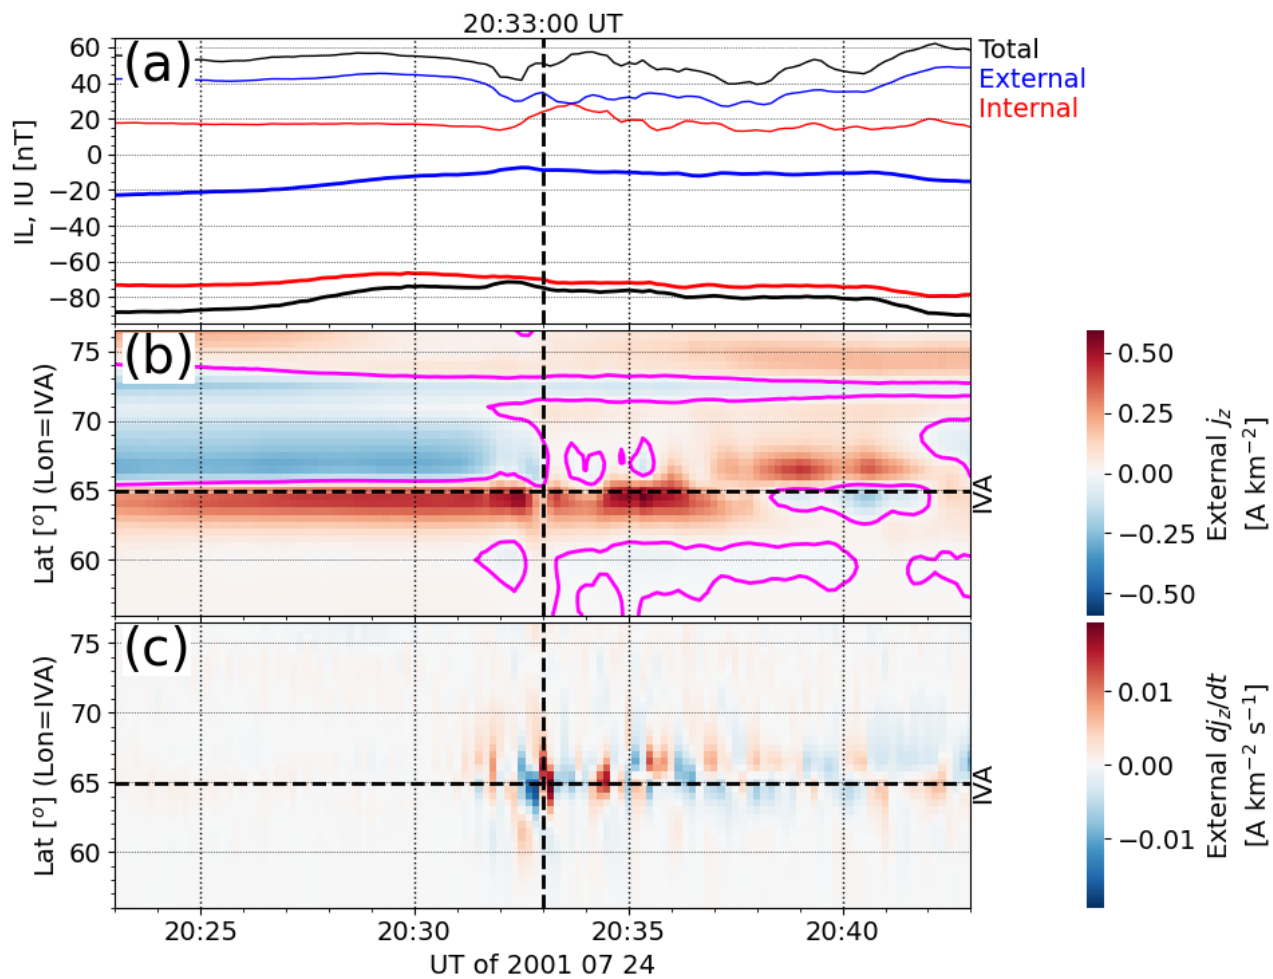 20:33:00 UT
(a)
IL, IU [nT]
60
40
20
0
−20
−40
−60
−80
Total
External
Internal
(b)
Lat [°] (Lon=IVA)
75
70
65
60
IVA
0.50
0.25
0.00
−0.25
−0.50
External j_z
[A km⁻²]
(c)
Lat [°] (Lon=IVA)
75
70
65
60
IVA
0.01
0.00
−0.01
External dj_z/dt
[A km⁻² s⁻¹]
20:25 20:30 20:35 20:40
UT of 2001 07 24